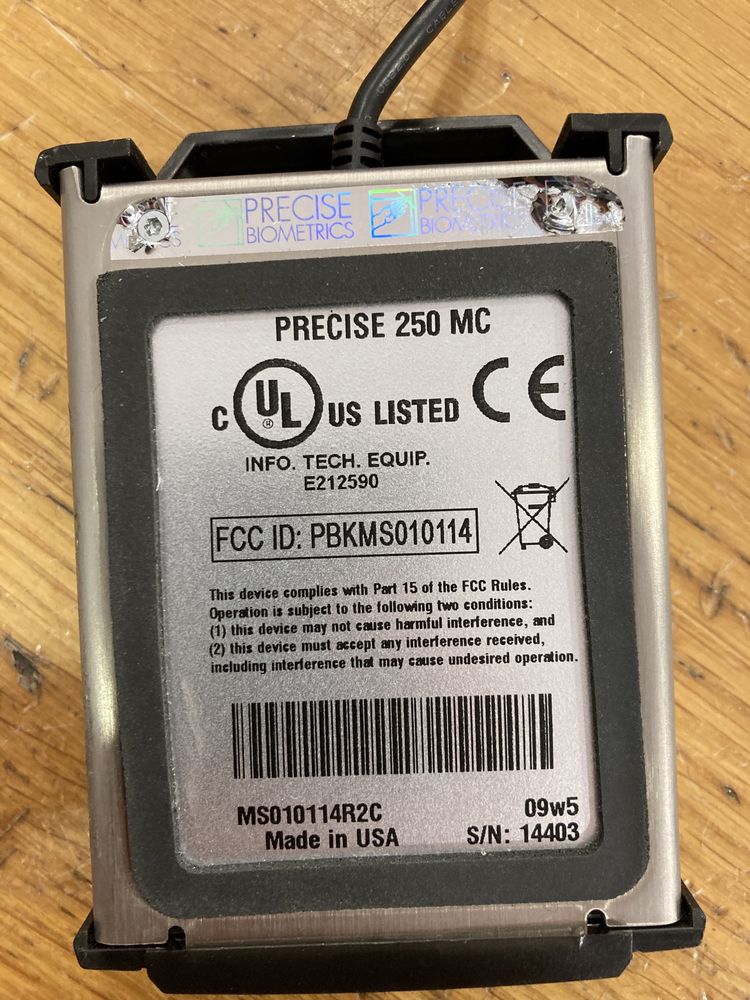 PRECISE
BIOMETRICS
PRECISE
BIOMETRICS
PRECISE 250 MC
C UL ® US LISTED CE
INFO. TECH. EQUIP.
E212590
FCC ID: PBKMS010114
This device complies with Part 15 of the FCC Rules.
Operation is subject to the following two conditions:
(1) this device may not cause harmful interference, and
(2) this device must accept any interference received,
including interference that may cause undesired operation.
MS010114R2C 09w5
Made in USA S/N: 14403